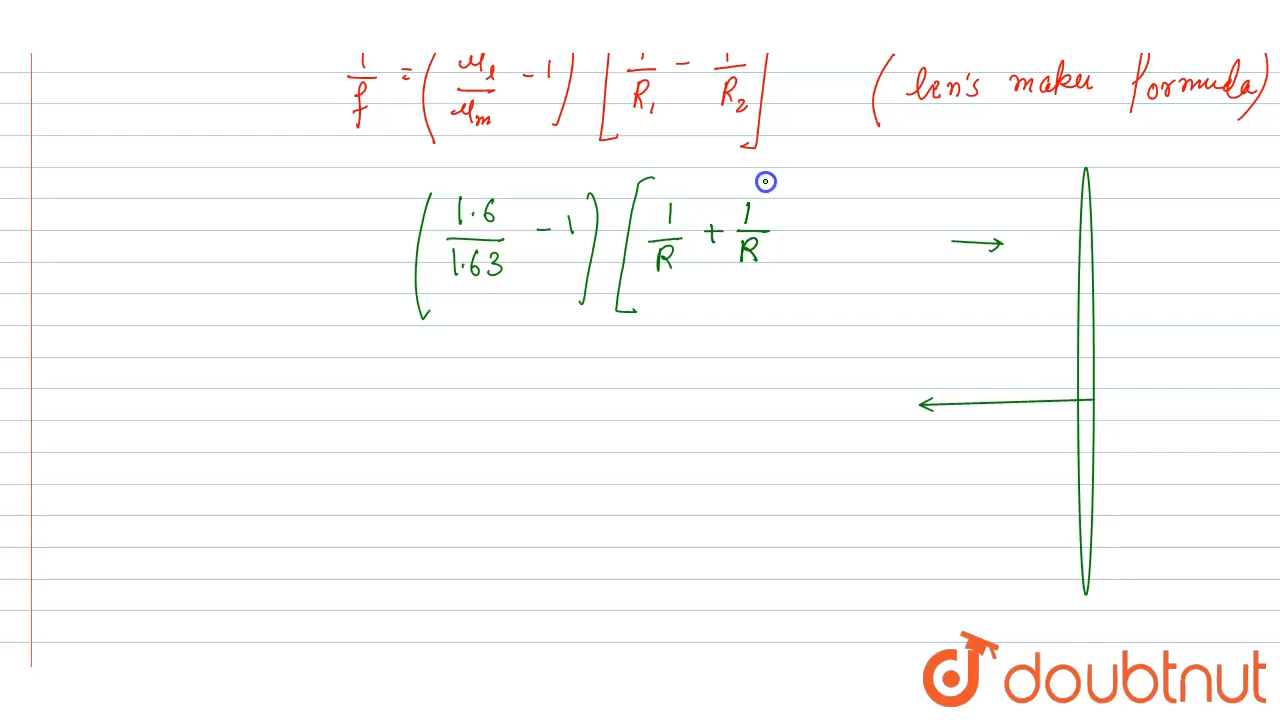 1/f = (μl/μm - 1) [1/R1 - 1/R2] (len's maker formula)
(1.6/1.63 - 1) [1/R + 1/R
doubtnut